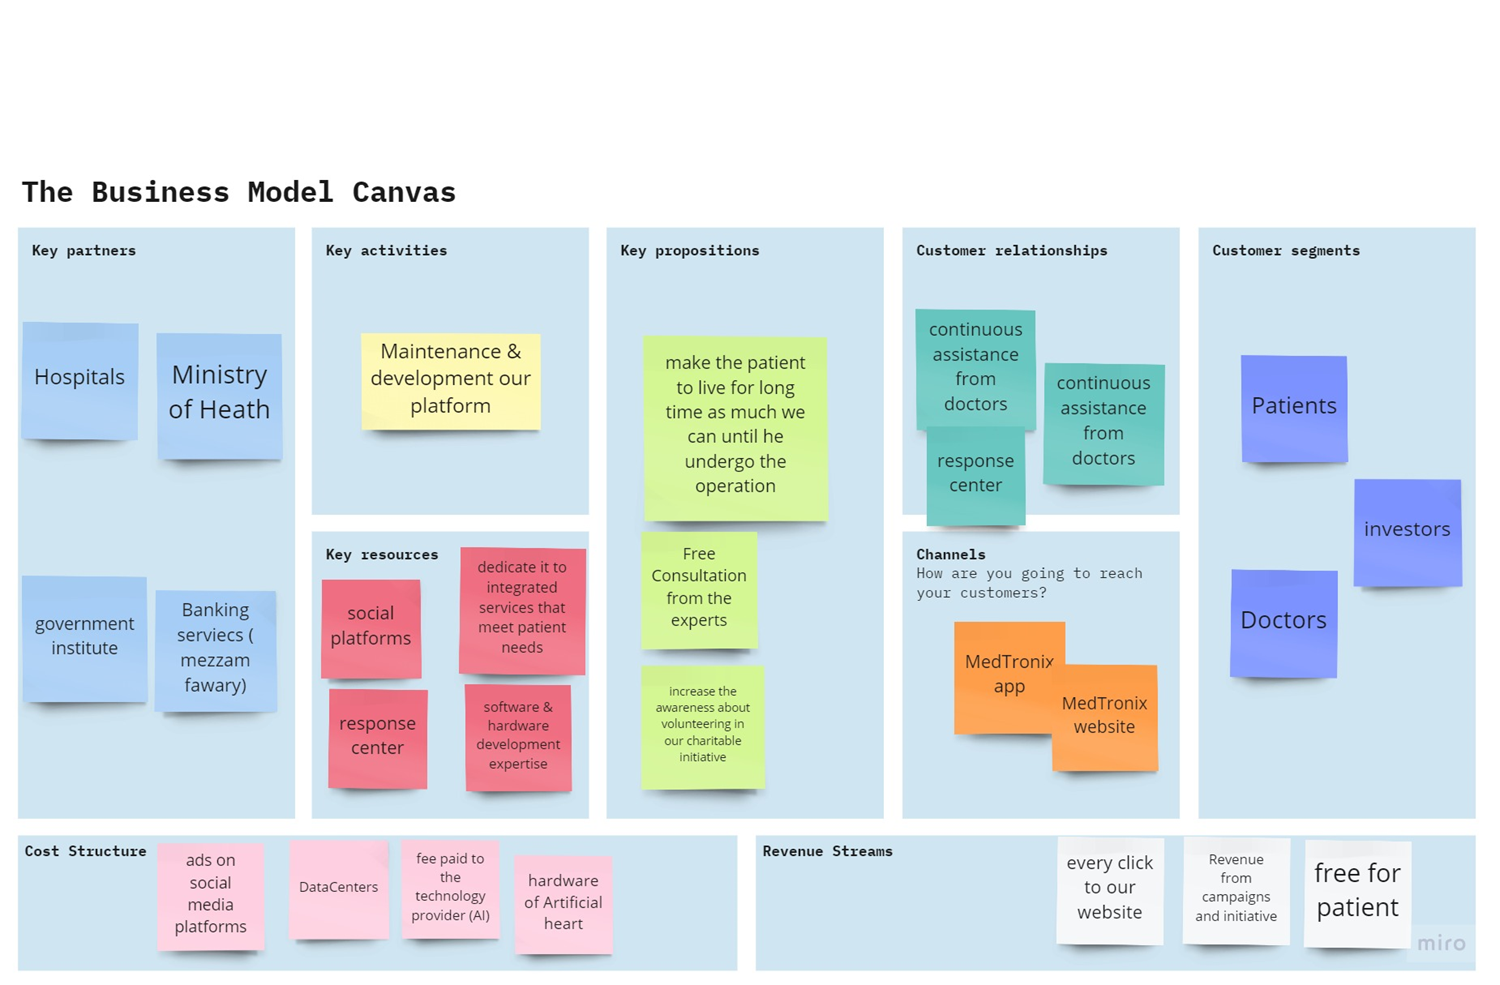 The Business Model Canvas
Key partners
Hospitals
Ministry
of Heath
government
institute
Banking
serviecs (
mezzam
fawary)
Key activities
Maintenance &
development our
platform
Key resources
social
platforms
dedicate it to
integrated
services that
meet patient
needs
response
center
software &
hardware
development
expertise
Key propositions
make the patient
to live for long
time as much we
can until he
undergo the
operation
Free
Consultation
from the
experts
increase the
awareness about
volunteering in
our charitable
initiative
Customer relationships
continuous
assistance
from
doctors
continuous
assistance
from
doctors
response
center
Channels
How are you going to reach
your customers?
MedTronix
app
MedTronix
website
Customer segments
Patients
investors
Doctors
Cost Structure
ads on
social
media
platforms
DataCenters
fee paid to
the
technology
provider (AI)
hardware
of Artificial
heart
Revenue Streams
every click
to our
website
Revenue
from
campaigns
and initiative
free for
patient
miro